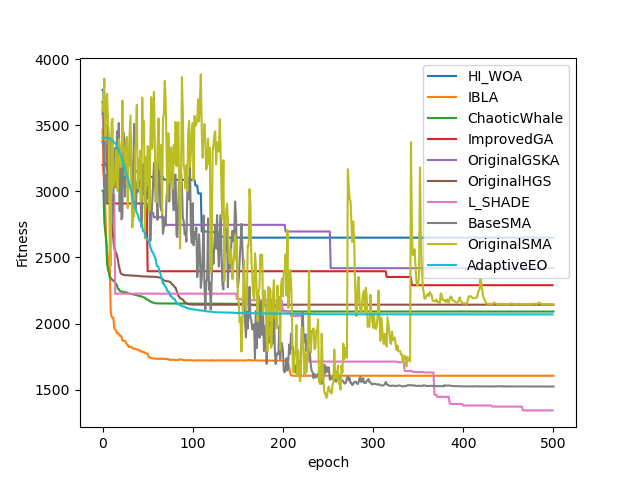 4000
3500
3000
2500
2000
1500
Fitness
0
100
200
300
400
500
epoch
HI_WOA
IBLA
ChaoticWhale
ImprovedGA
OriginalGSKA
OriginalHGS
L_SHADE
BaseSMA
OriginalSMA
AdaptiveEO